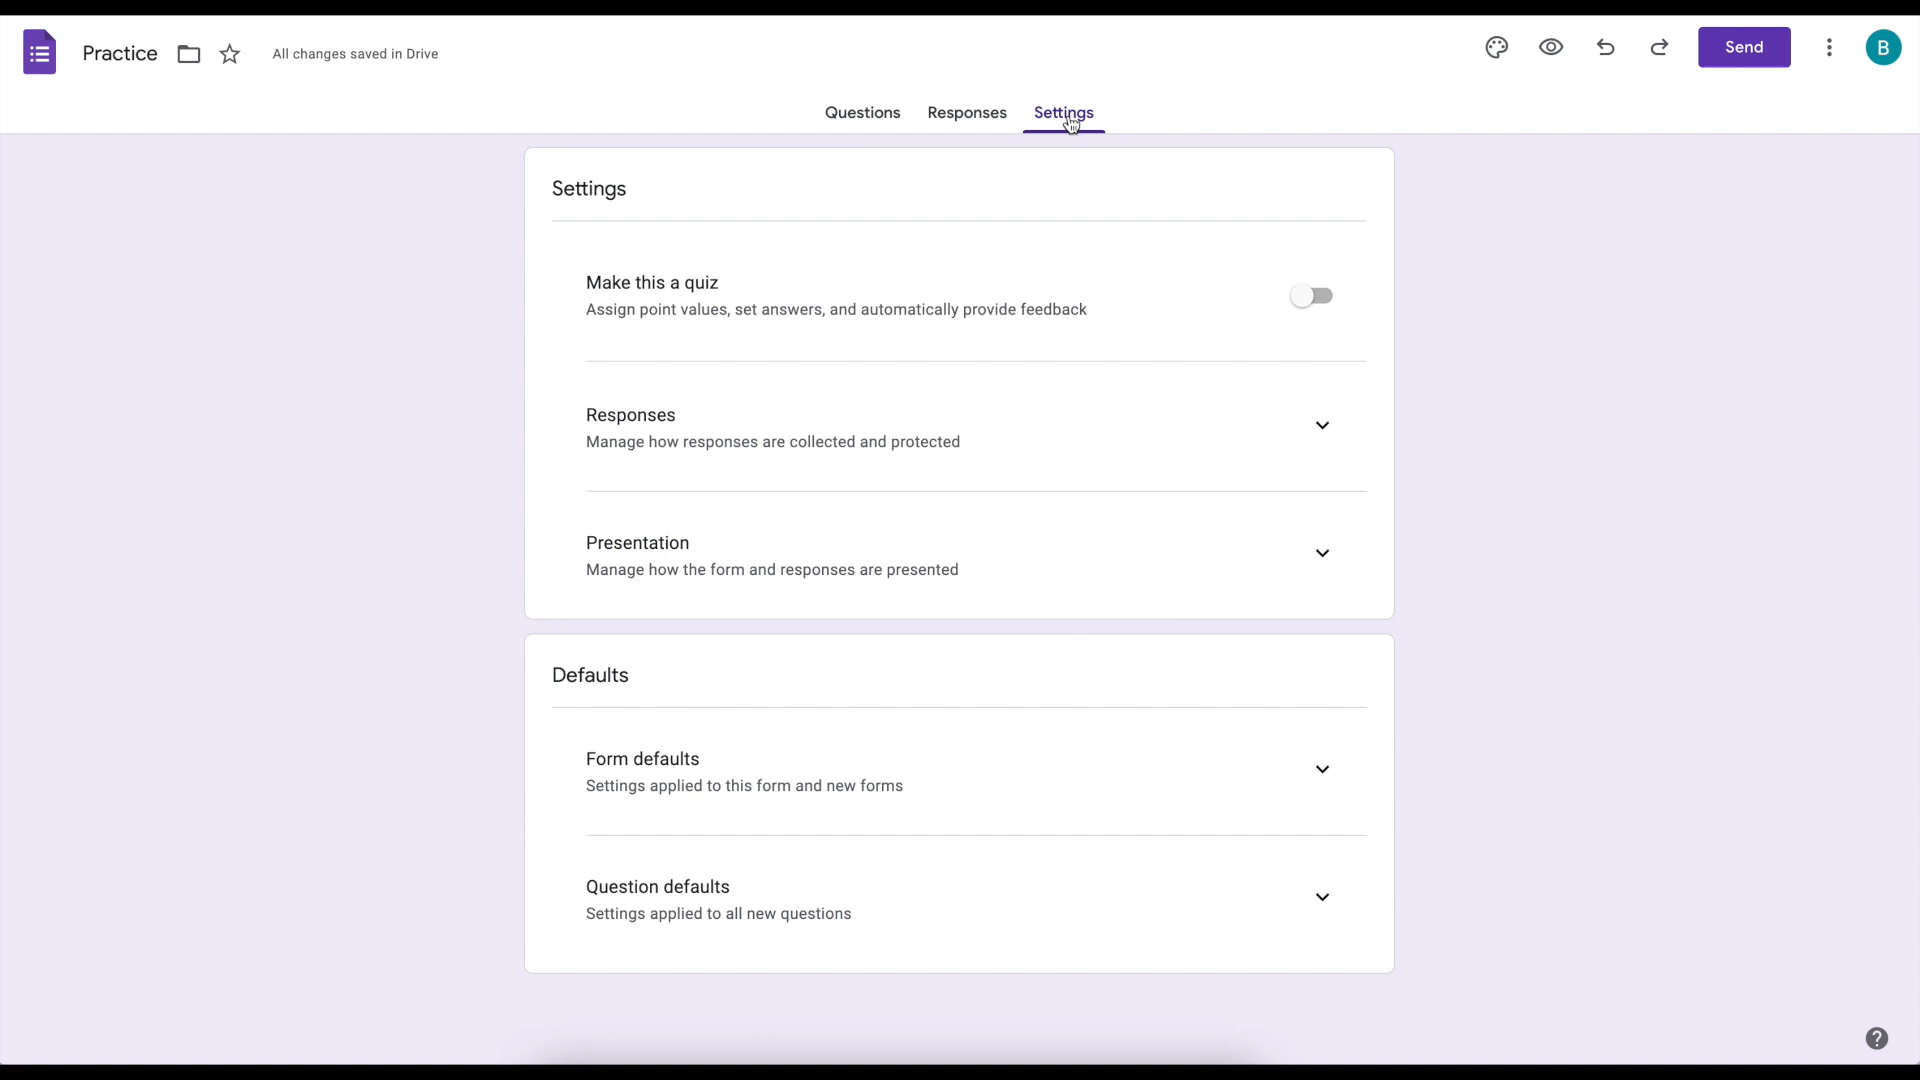 Practice
All changes saved in Drive
Send
B
Questions
Responses
Settings
Settings
Make this a quiz
Assign point values, set answers, and automatically provide feedback
Responses
Manage how responses are collected and protected
Presentation
Manage how the form and responses are presented
Defaults
Form defaults
Settings applied to this form and new forms
Question defaults
Settings applied to all new questions
?